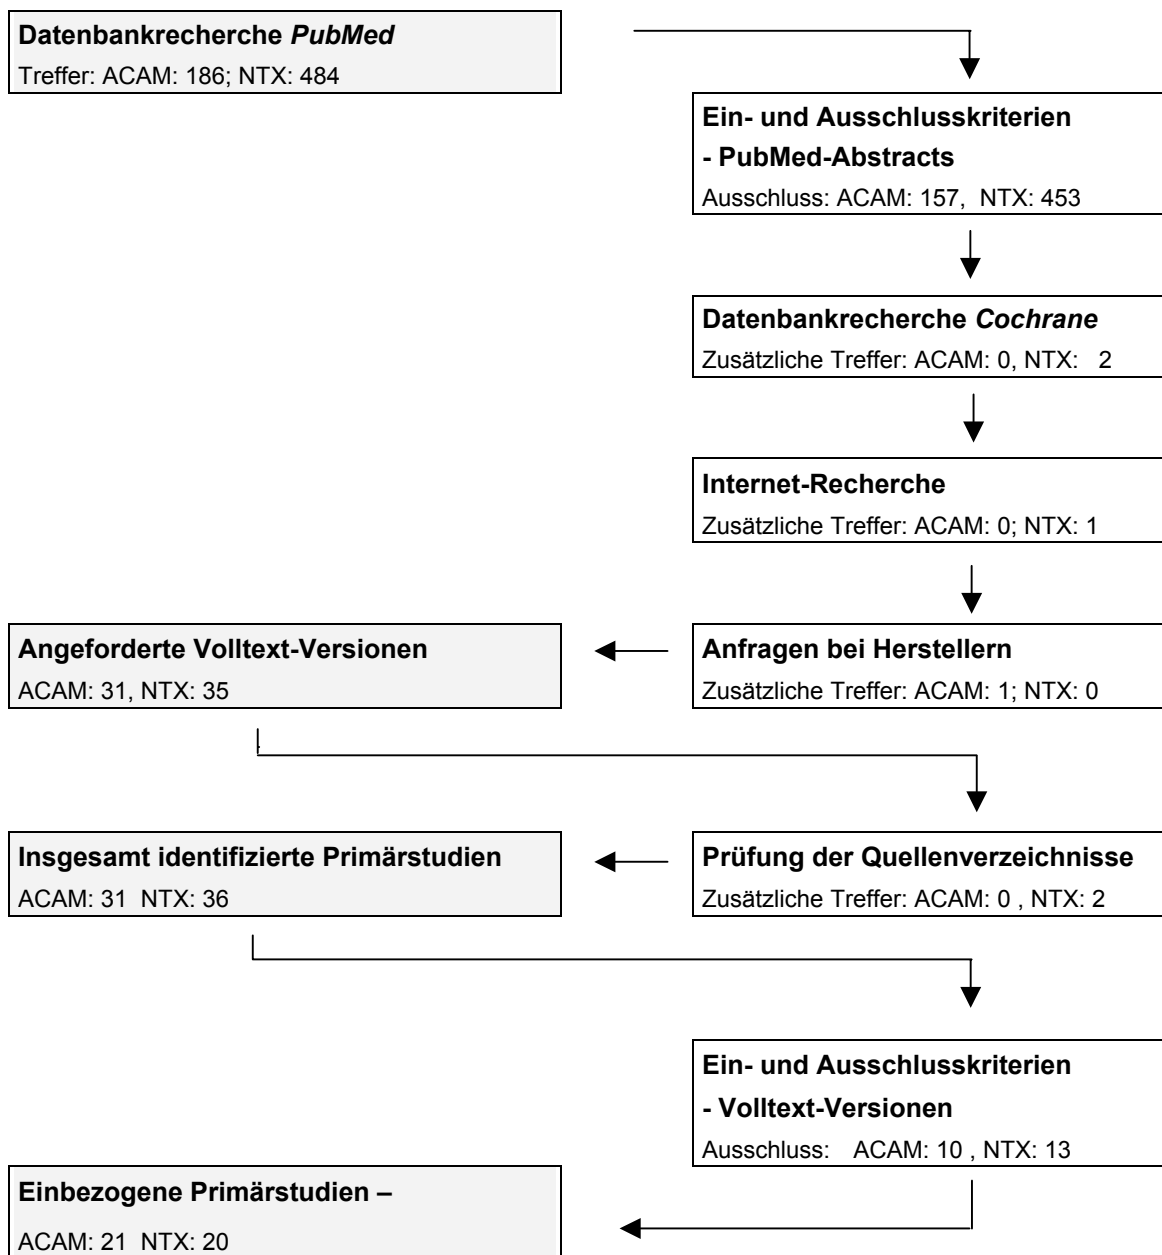 Datenbankrecherche PubMed
Treffer: ACAM: 186; NTX: 484
Ein- und Ausschlusskriterien
- PubMed-Abstracts
Ausschluss: ACAM: 157, NTX: 453
Datenbankrecherche Cochrane
Zusätzliche Treffer: ACAM: 0, NTX: 2
Internet-Recherche
Zusätzliche Treffer: ACAM: 0; NTX: 1
Anfragen bei Herstellern
Zusätzliche Treffer: ACAM: 1; NTX: 0
Angeforderte Volltext-Versionen
ACAM: 31, NTX: 35
Prüfung der Quellenverzeichnisse
Zusätzliche Treffer: ACAM: 0 , NTX: 2
Insgesamt identifizierte Primärstudien
ACAM: 31 NTX: 36
Ein- und Ausschlusskriterien
- Volltext-Versionen
Ausschluss: ACAM: 10 , NTX: 13
Einbezogene Primärstudien –
ACAM: 21 NTX: 20